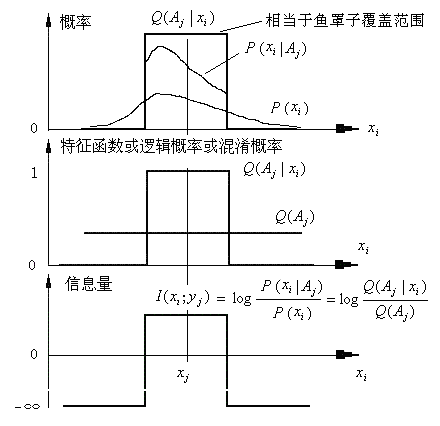 概率
Q(A_j | x_i)
相当于鱼罩子覆盖范围
P(x_i | A_j)
P(x_i)
0
x_i
特征函数或逻辑概率或混淆概率
1
Q(A_j | x_i)
Q(A_j)
x_i
0
信息量
I(x_i; y_j) = log P(x_i | A_j) / P(x_i) = log Q(A_j | x_i) / Q(A_j)
0
x_j
x_i
-∞